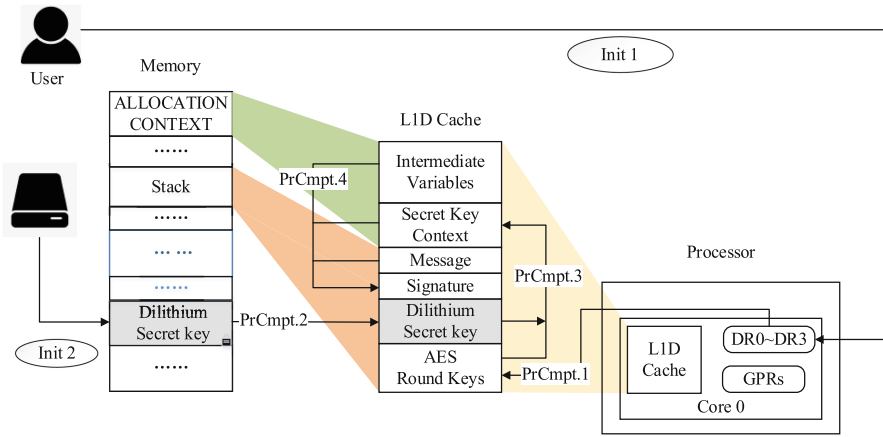 User
Init 1
Memory
ALLOCATION
CONTEXT
……
Stack
……
… …
……
Dilithium
Secret key
……
Init 2
PrCmpt.2
L1D Cache
Intermediate
Variables
PrCmpt.4
Secret Key
Context
Message
Signature
Dilithium
Secret key
AES
Round Keys
PrCmpt.3
PrCmpt.1
Processor
L1D
Cache
DR0~DR3
GPRs
Core 0